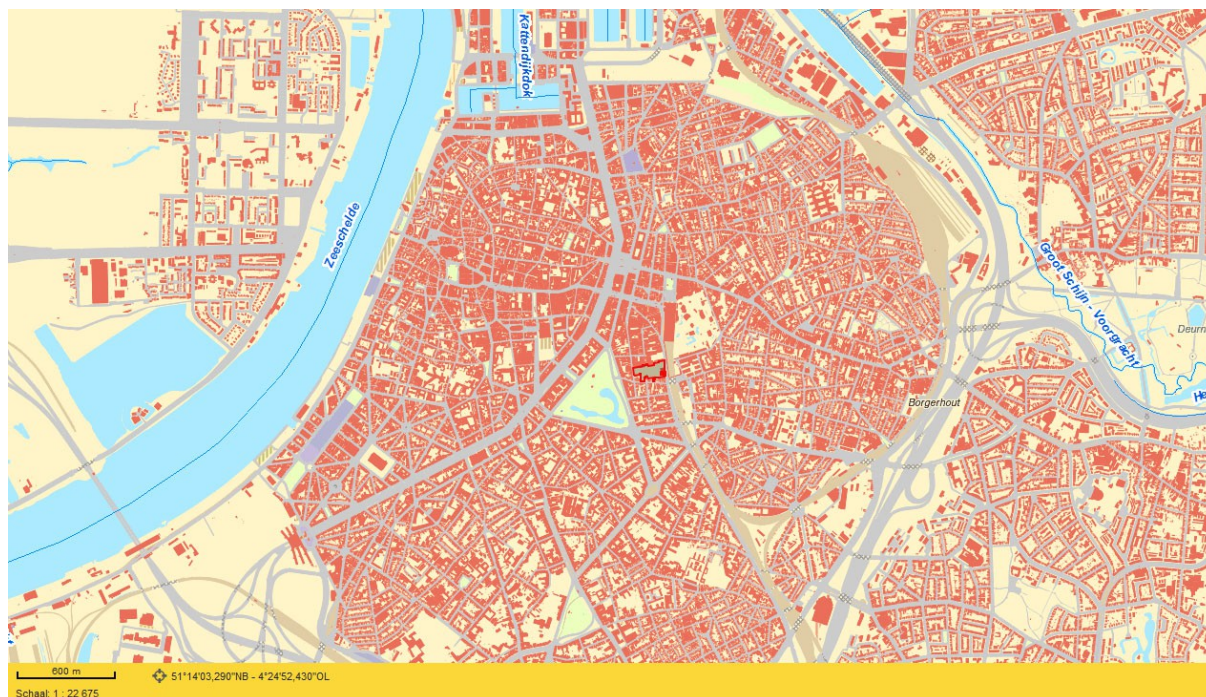 Kattendijkdok
Zeeschelde
Groot Schijn - Voorgracht
Deurn
Borgerhout
He
600 m
51°14'03,290"NB - 4°24'52,430"OL
Schaal: 1 : 22 675